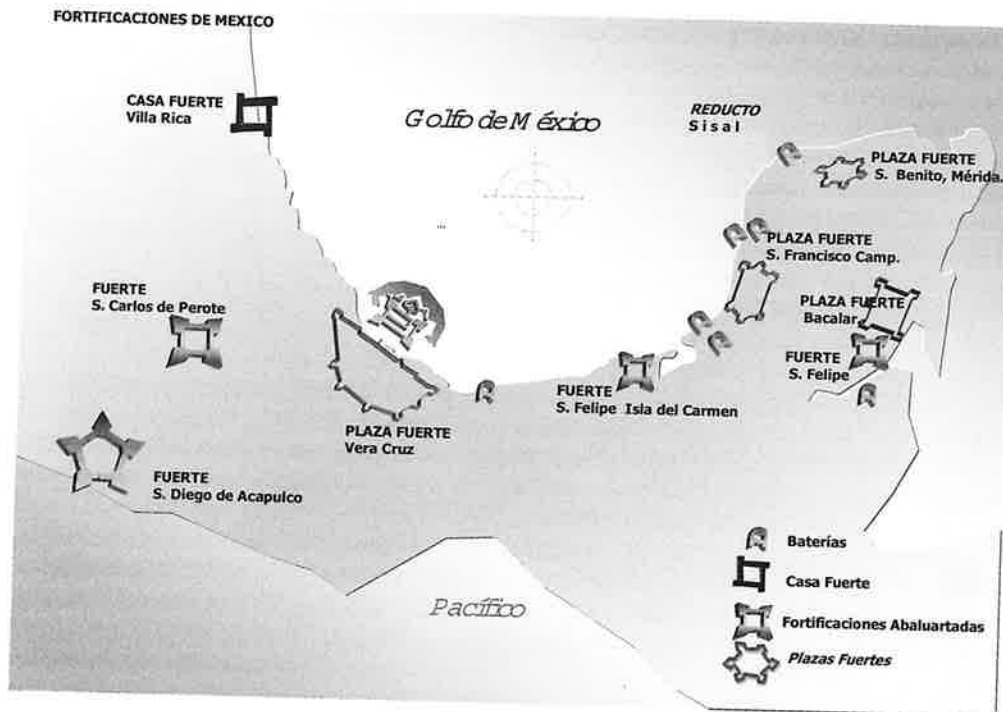 FORTIFICACIONES DE MEXICO
CASA FUERTE
Villa Rica
Golfo de México
REDUCTO
Sisal
PLAZA FUERTE
S. Benito, Mérida.
PLAZA FUERTE
S. Francisco Camp.
FUERTE
S. Carlos de Perote
PLAZA FUERTE
Bacalar
FUERTE
S. Felipe
FUERTE
S. Felipe Isla del Carmen
PLAZA FUERTE
Vera Cruz
FUERTE
S. Diego de Acapulco
Pacífico
Baterías
Casa Fuerte
Fortificaciones Abaluartadas
Plazas Fuertes